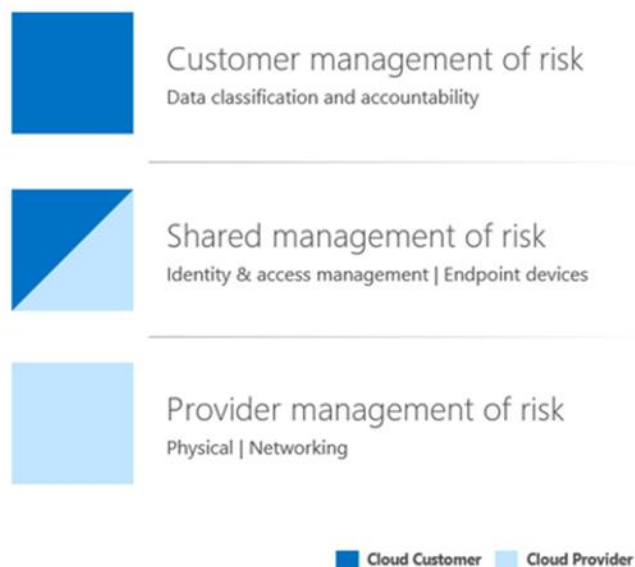 Customer management of risk
Data classification and accountability
Shared management of risk
Identity & access management | Endpoint devices
Provider management of risk
Physical | Networking
Cloud Customer Cloud Provider